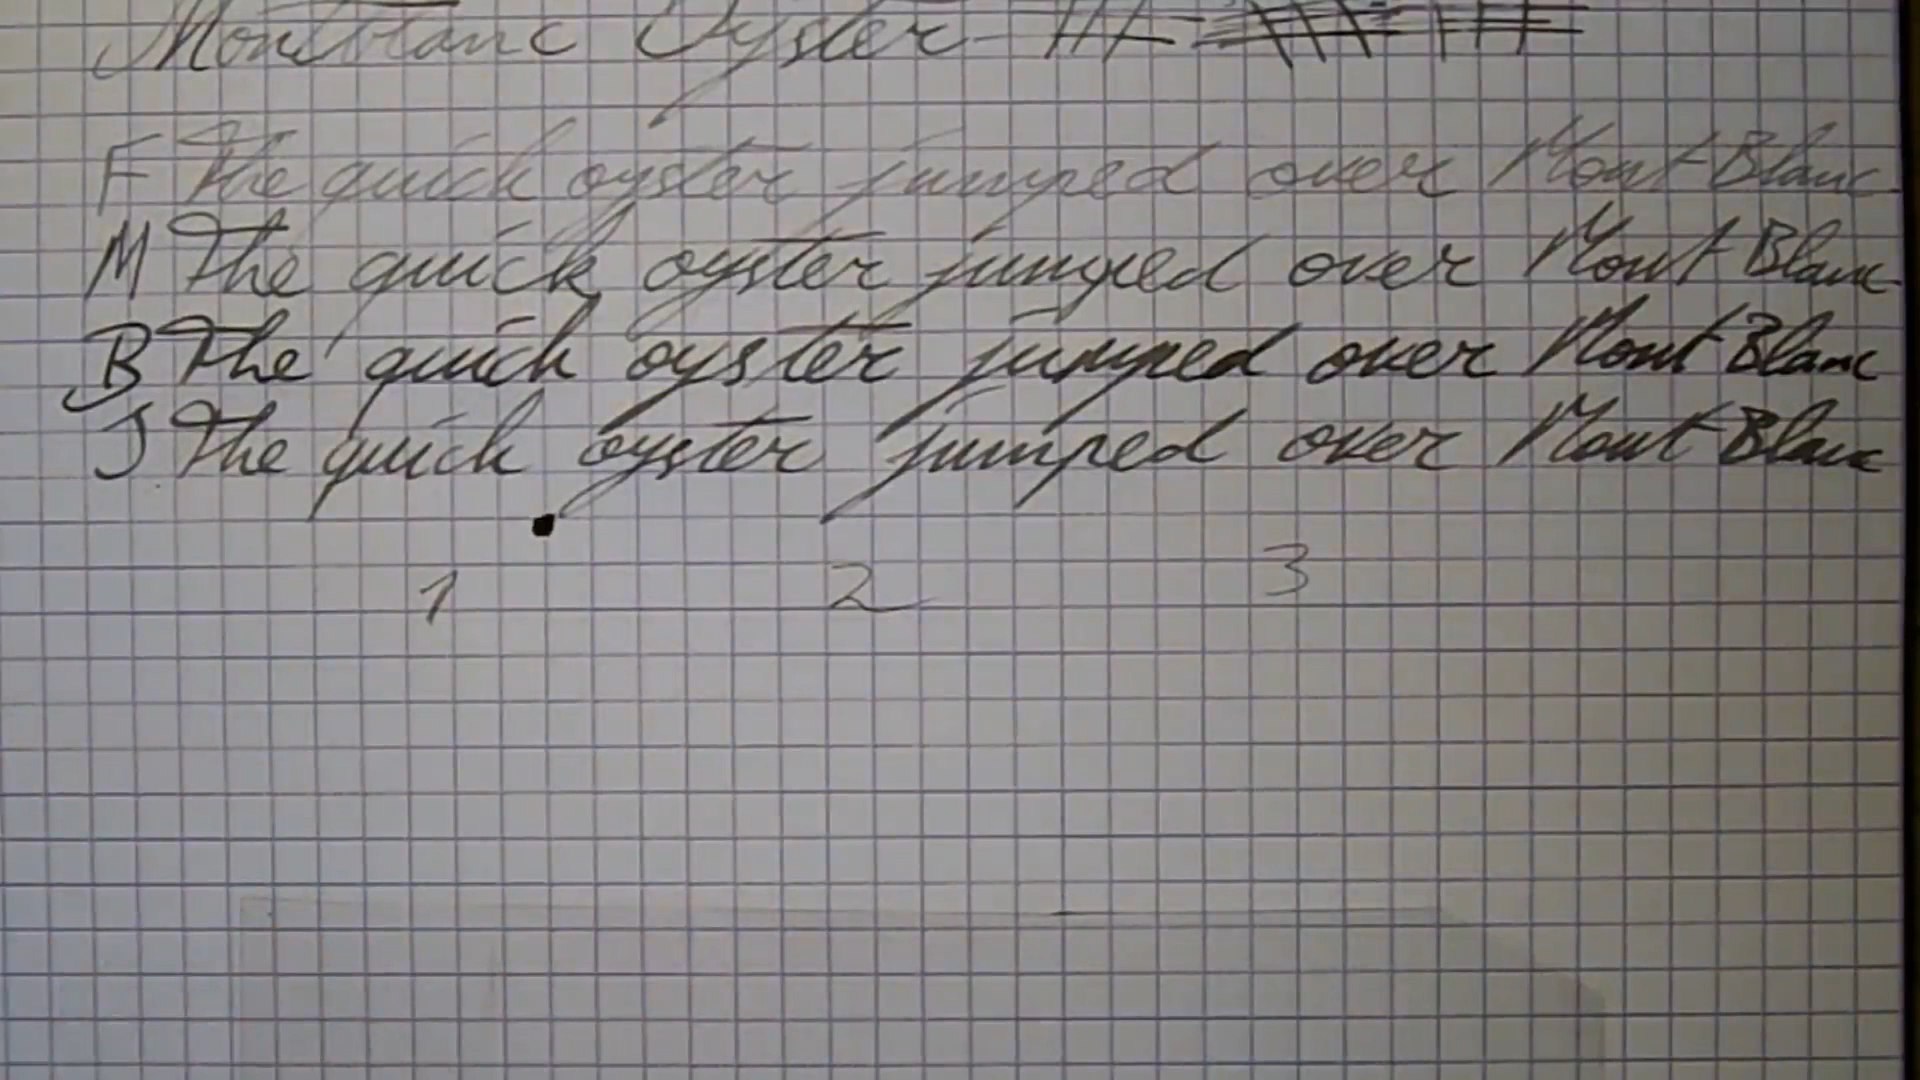 Montblanc Oyster
F The quick oyster jumped over Mont Blanc
M The quick oyster jumped over Mont Blanc
B The quick oyster jumped over Mont Blanc
J The quick oyster jumped over Mont Blanc
1 2 3